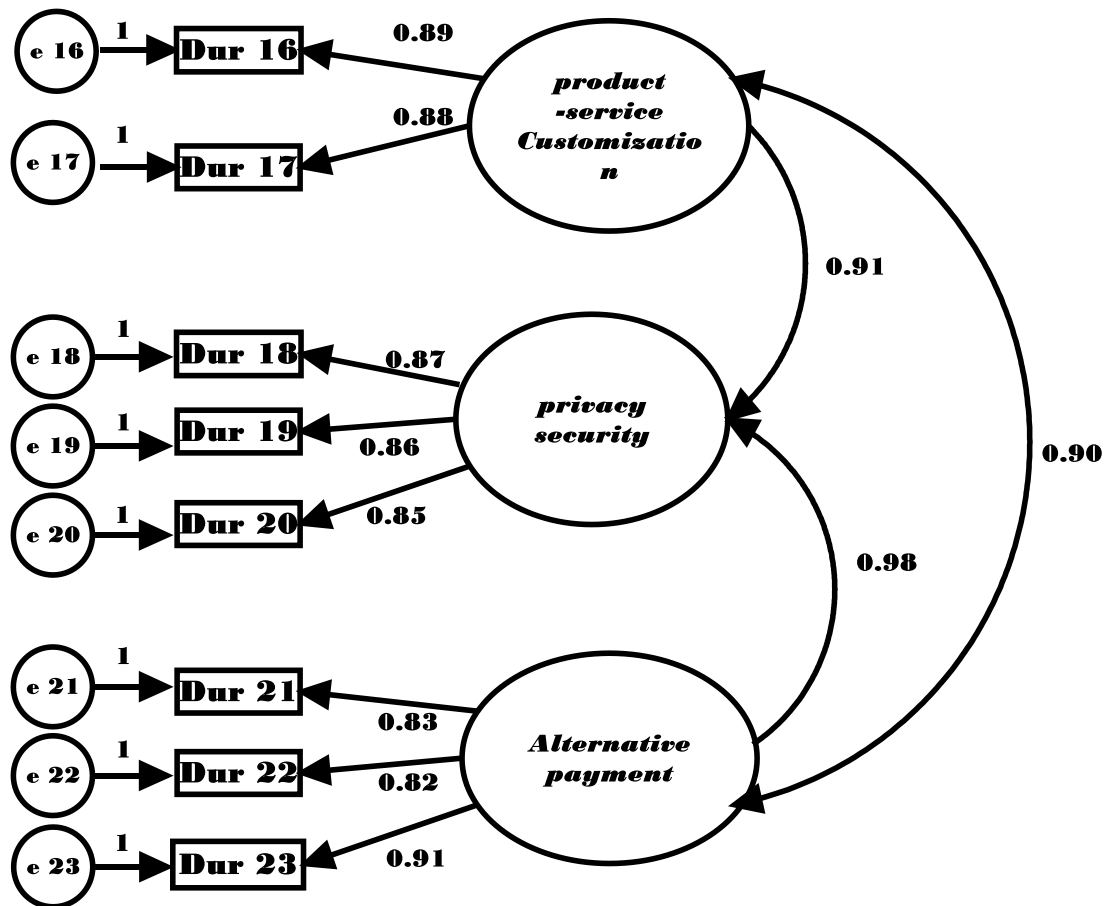 e 16
1
Dur 16
0.89
product
-service
Customizatio
n
e 17
1
Dur 17
0.88
0.91
e 18
1
Dur 18
0.87
privacy
security
e 19
1
Dur 19
0.86
0.90
e 20
1
Dur 20
0.85
0.98
e 21
1
Dur 21
0.83
Alternative
payment
e 22
1
Dur 22
0.82
e 23
1
Dur 23
0.91